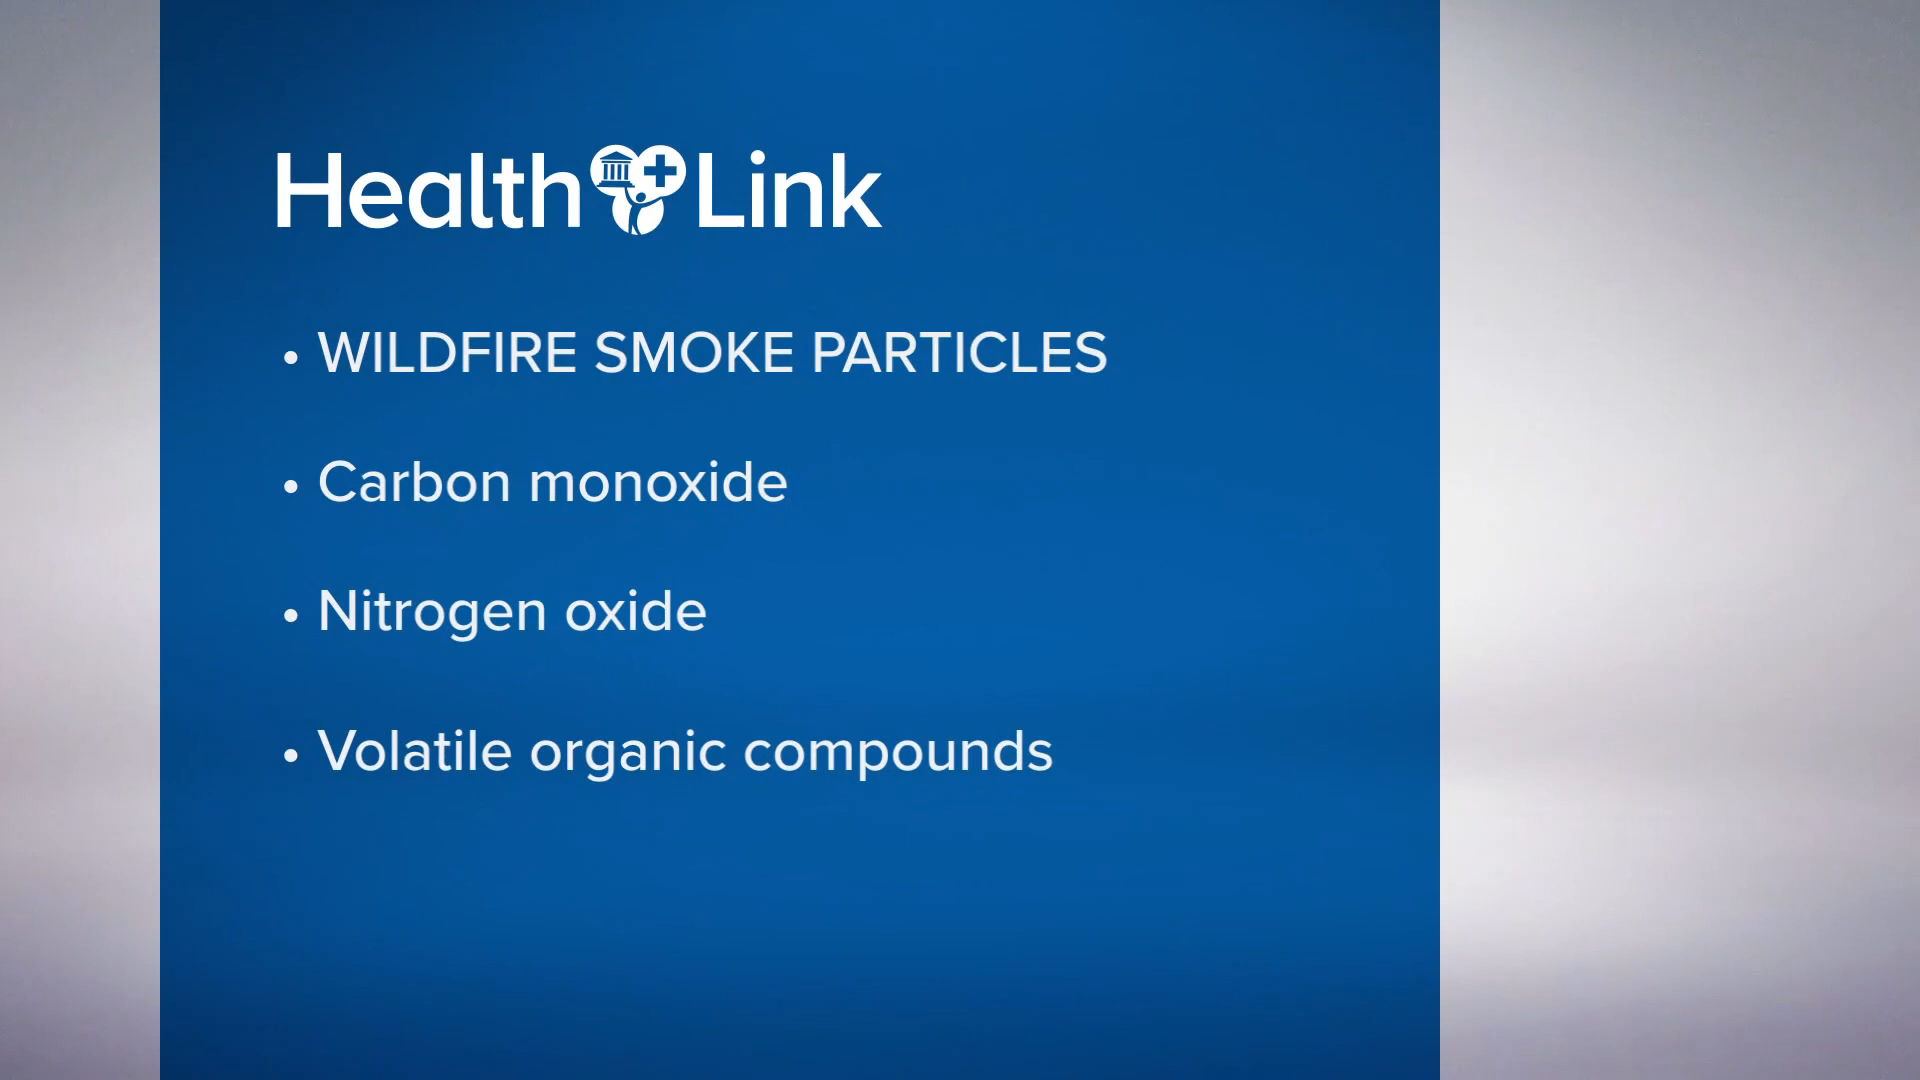 Health Link
• WILDFIRE SMOKE PARTICLES
• Carbon monoxide
• Nitrogen oxide
• Volatile organic compounds